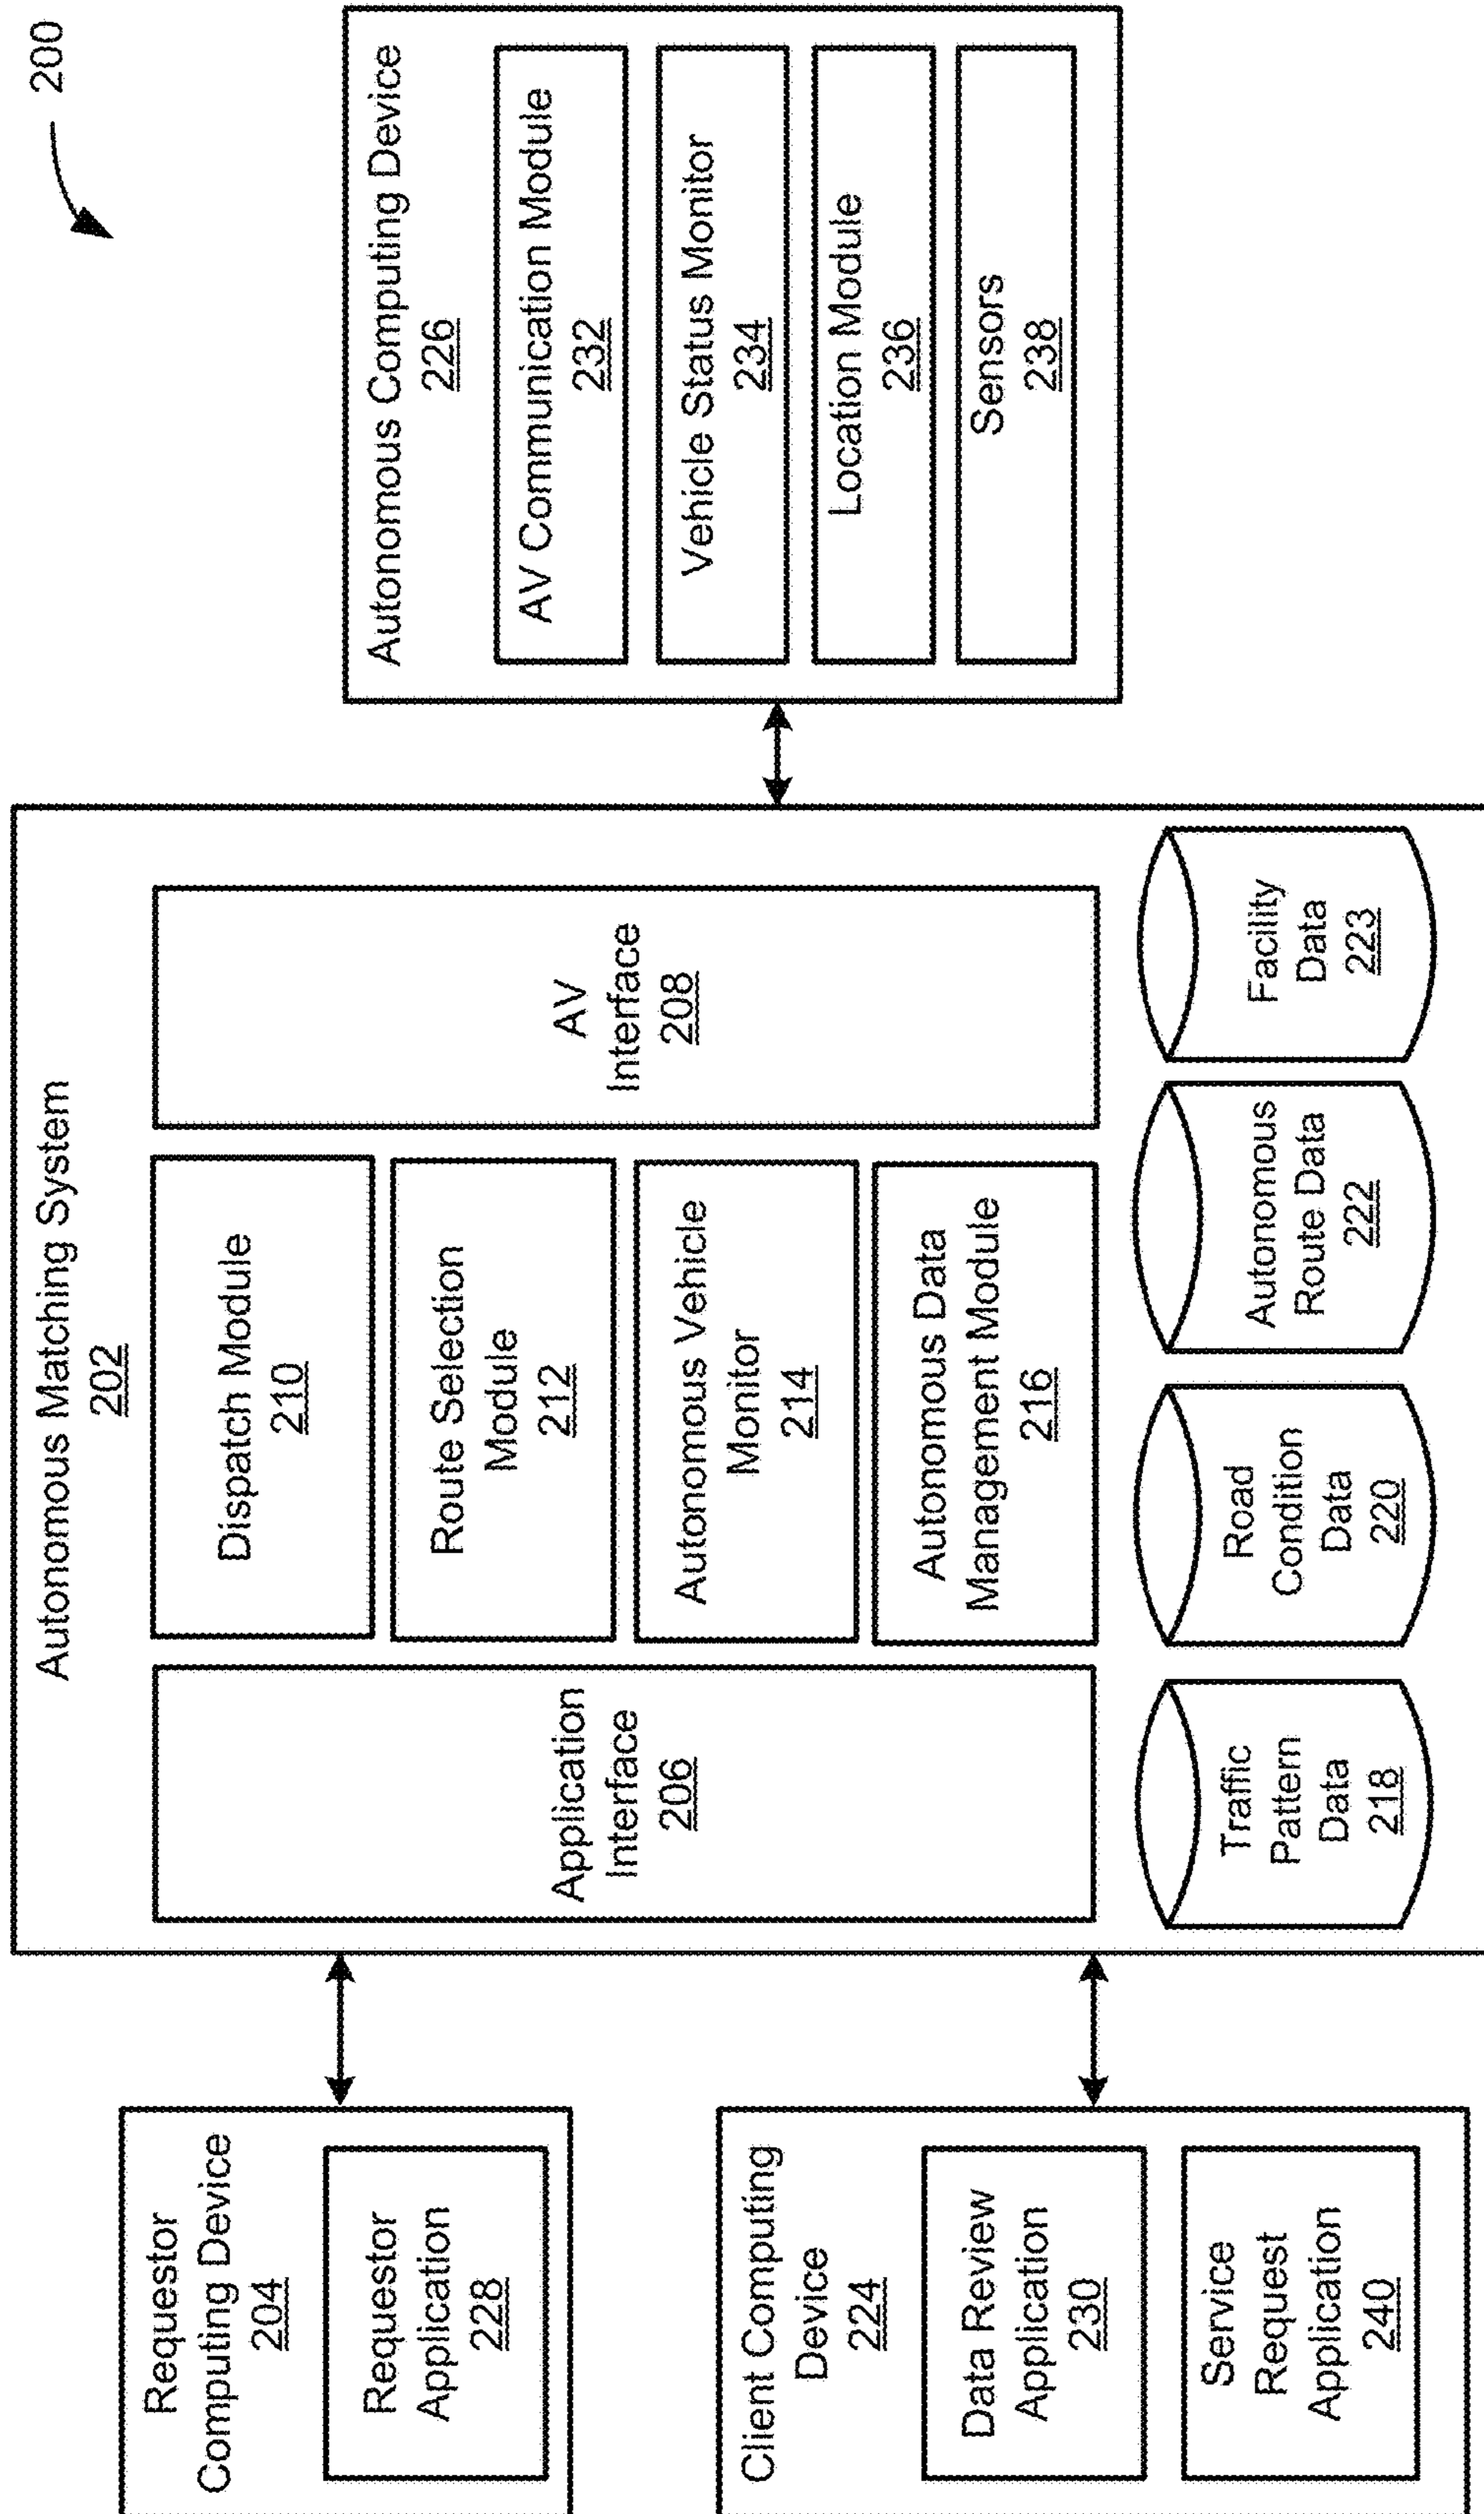 200
Requestor
Computing Device
204
Requestor
Application
228
Client Computing
Device
224
Data Review
Application
230
Service
Request
Application
240
Autonomous Matching System
202
Application
Interface
206
Dispatch Module
210
Route Selection
Module
212
Autonomous Vehicle
Monitor
214
Autonomous Data
Management Module
216
AV
Interface
208
Traffic
Pattern
Data
218
Road
Condition
Data
220
Autonomous
Route Data
222
Facility
Data
223
Autonomous Computing Device
226
AV Communication Module
232
Vehicle Status Monitor
234
Location Module
236
Sensors
238